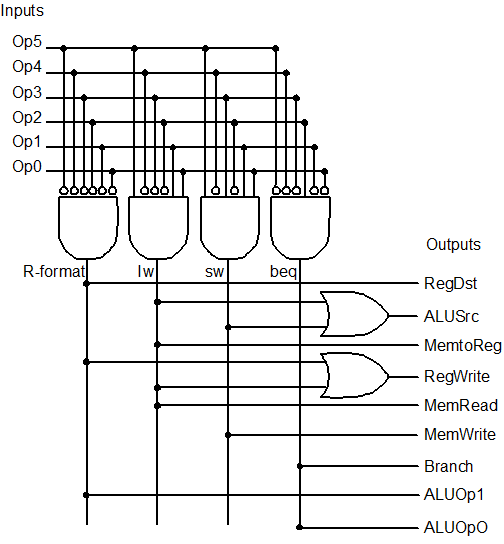 Inputs
Op5
Op4
Op3
Op2
Op1
Op0
R-format lw sw beq
Outputs
RegDst
ALUSrc
MemtoReg
RegWrite
MemRead
MemWrite
Branch
ALUOp1
ALUOpO